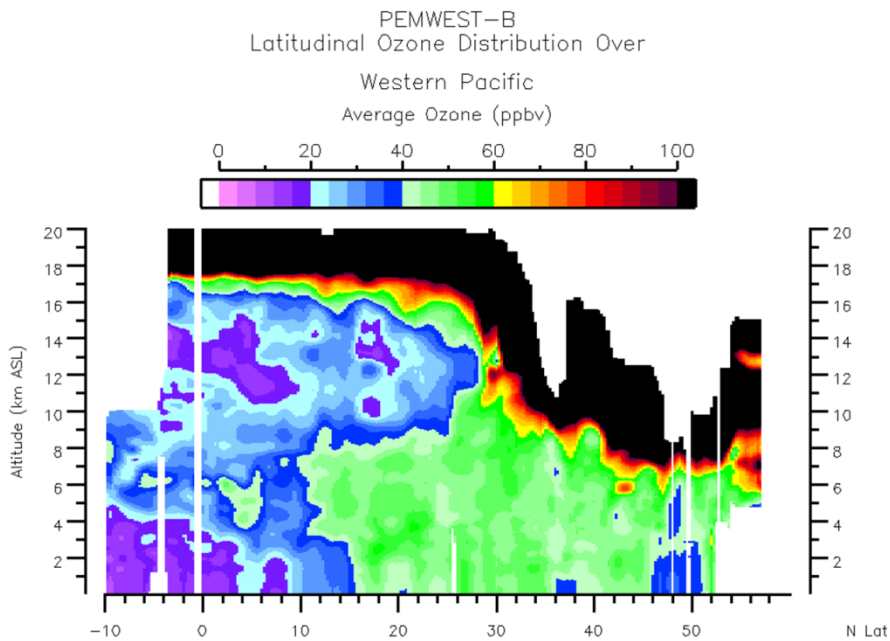 PEMWEST-B
Latitudinal Ozone Distribution Over
Western Pacific
Average Ozone (ppbv)
0 20 40 60 80 100
20 20
18 18
16 16
14 14
12 12
10 10
8 8
6 6
4 4
2 2
Altitude (km ASL)
-10 0 10 20 30 40 50 N Lat